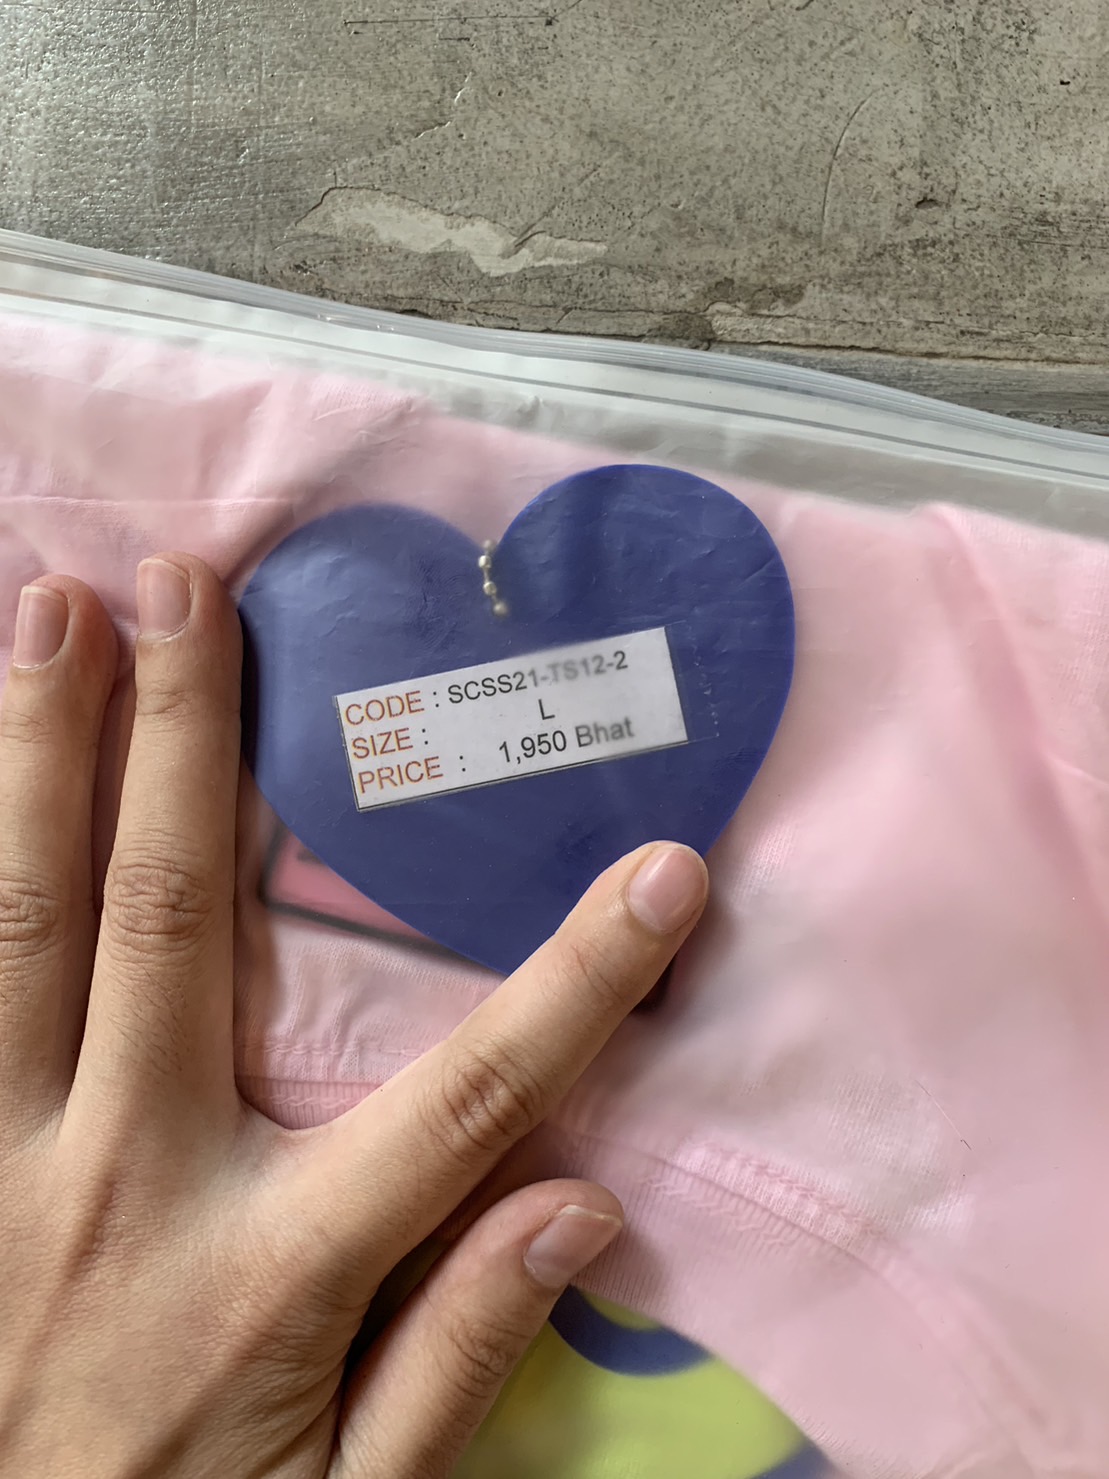 CODE : SCSS21-TS12-2
SIZE : L
PRICE : 1,950 Bhat